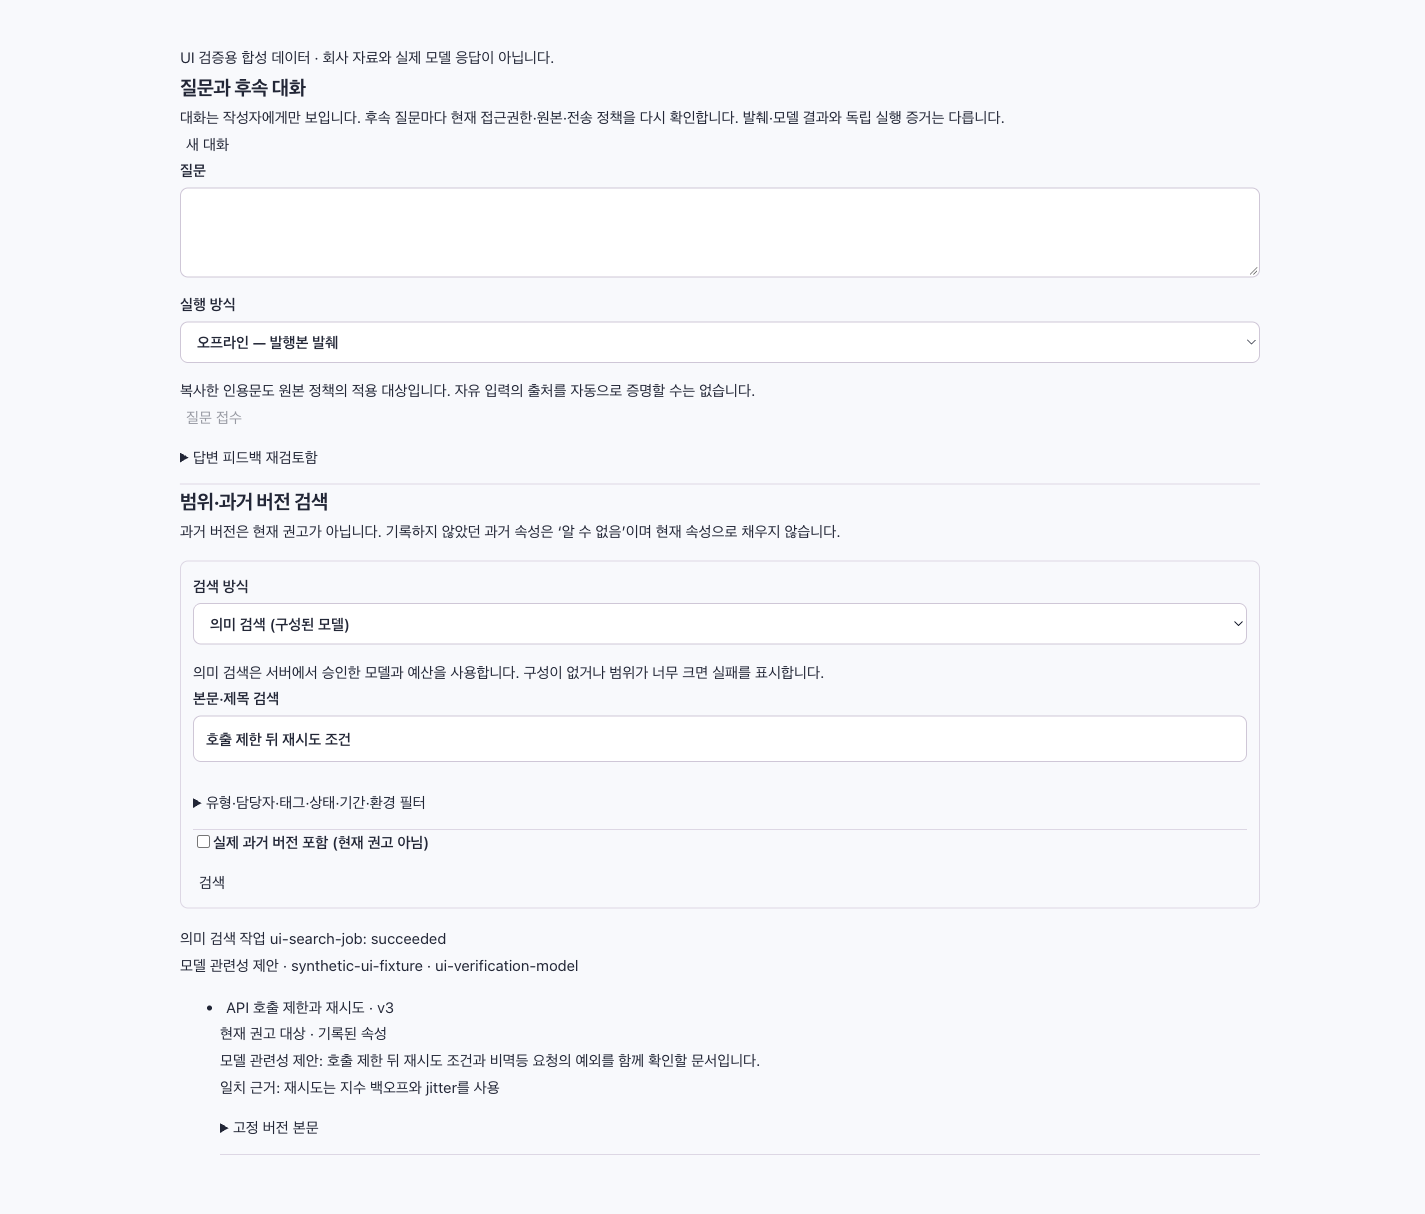 UI 검증용 합성 데이터 · 회사 자료와 실제 모델 응답이 아닙니다.
질문과 후속 대화
대화는 작성자에게만 보입니다. 후속 질문마다 현재 접근권한·원본·전송 정책을 다시 확인합니다. 발췌·모델 결과와 독립 실행 증거는 다릅니다.
새 대화
질문
실행 방식
오프라인 — 발행본 발췌
복사한 인용문도 원본 정책의 적용 대상입니다. 자유 입력의 출처를 자동으로 증명할 수는 없습니다.
질문 접수
▶ 답변 피드백 재검토함
범위·과거 버전 검색
과거 버전은 현재 권고가 아닙니다. 기록하지 않았던 과거 속성은 ‘알 수 없음’이며 현재 속성으로 채우지 않습니다.
검색 방식
의미 검색 (구성된 모델)
의미 검색은 서버에서 승인한 모델과 예산을 사용합니다. 구성이 없거나 범위가 너무 크면 실패를 표시합니다.
본문·제목 검색
호출 제한 뒤 재시도 조건
▶ 유형·담당자·태그·상태·기간·환경 필터
실제 과거 버전 포함 (현재 권고 아님)
검색
의미 검색 작업 ui-search-job: succeeded
모델 관련성 제안 · synthetic-ui-fixture · ui-verification-model
• API 호출 제한과 재시도 · v3
현재 권고 대상 · 기록된 속성
모델 관련성 제안: 호출 제한 뒤 재시도 조건과 비멱등 요청의 예외를 함께 확인할 문서입니다.
일치 근거: 재시도는 지수 백오프와 jitter를 사용
▶ 고정 버전 본문